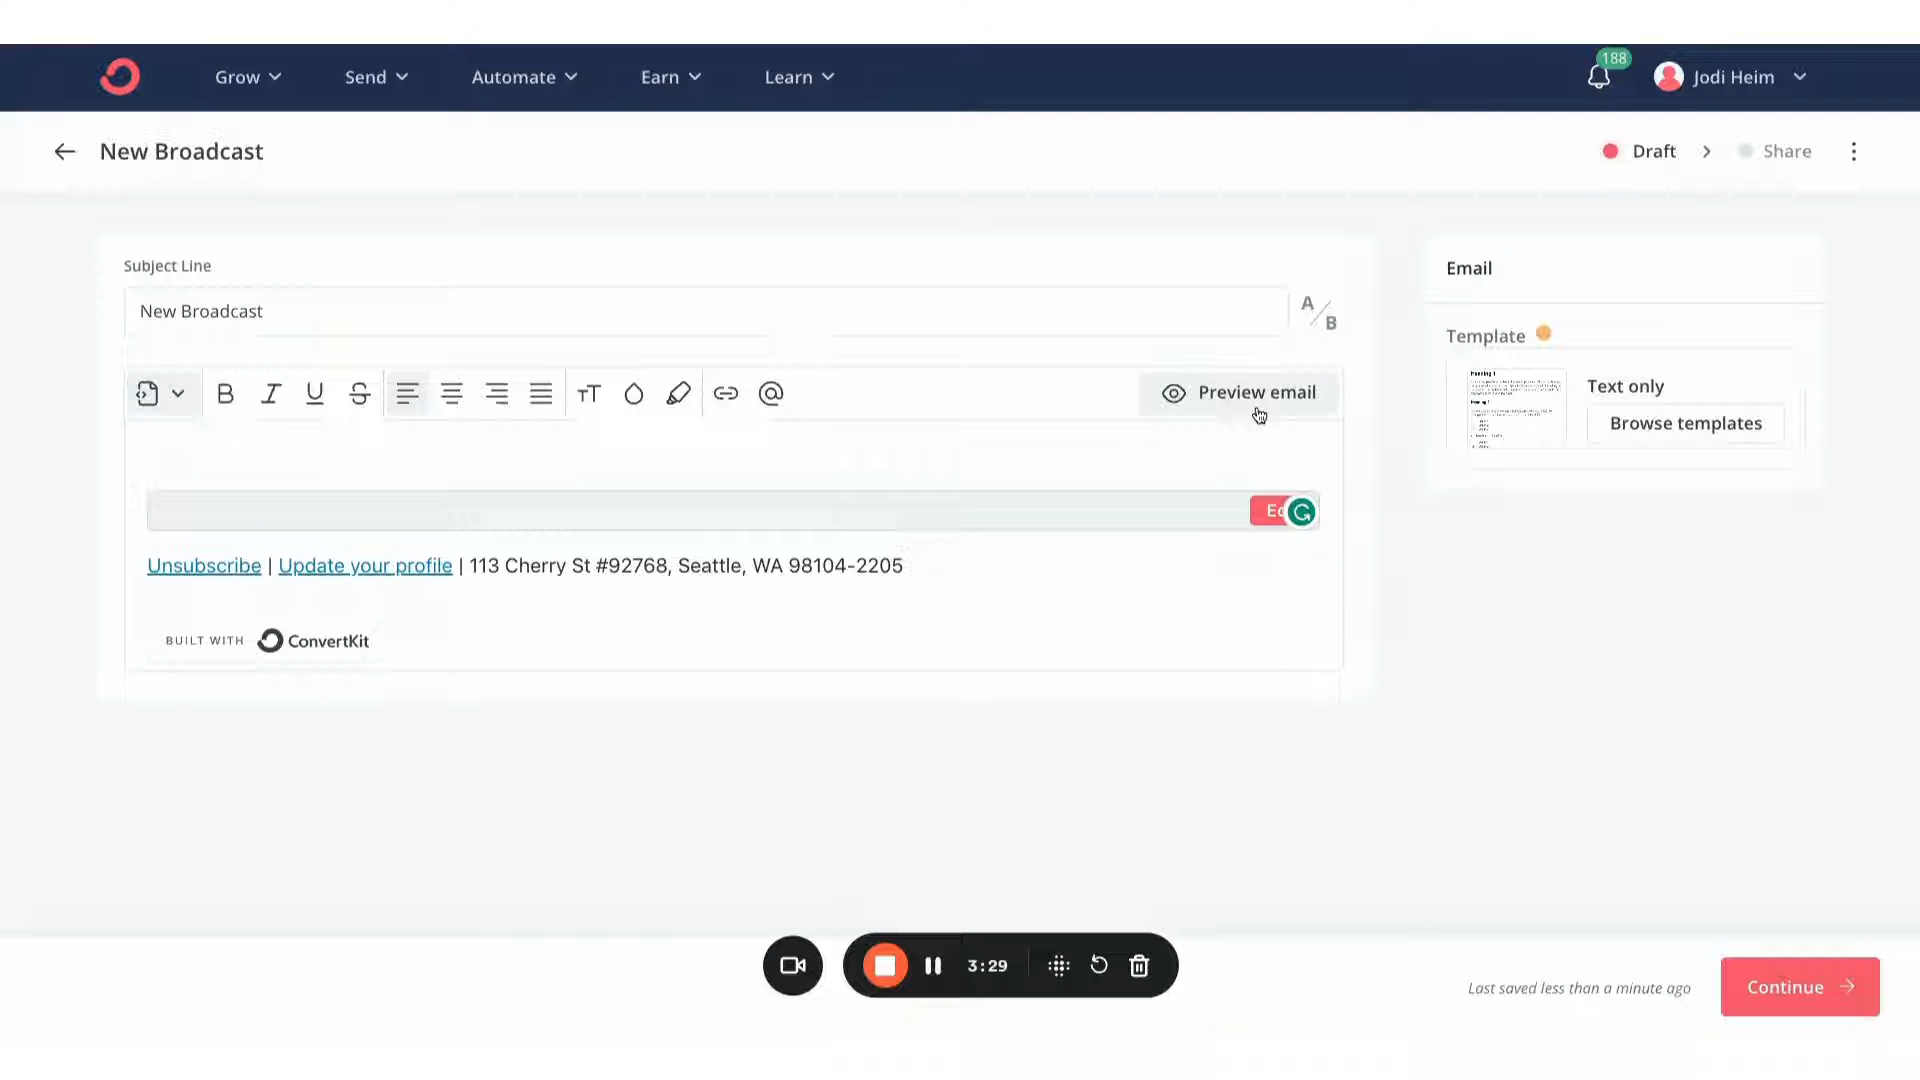 Grow Send Automate Earn Learn 188 Jodi Heim
New Broadcast Draft Share
Subject Line
New Broadcast A/B
Email
Template
Text only
Browse templates
B I U S TT @ Preview email
Unsubscribe | Update your profile | 113 Cherry St #92768, Seattle, WA 98104-2205
BUILT WITH ConvertKit
3:29
Last saved less than a minute ago Continue